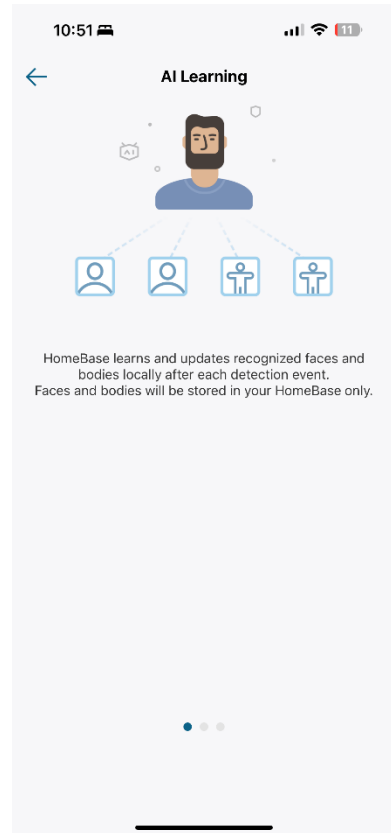 10:51
11
AI Learning
AI
HomeBase learns and updates recognized faces and
bodies locally after each detection event.
Faces and bodies will be stored in your HomeBase only.